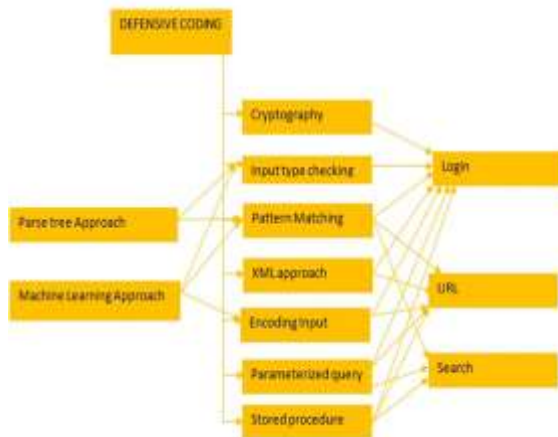 DEFENSIVE CODING
Cryptography
Input type checking
Login
Parse tree Approach
Pattern Matching
XML approach
Machine Learning Approach
URL
Encoding Input
Parameterized query
Search
Stored procedure